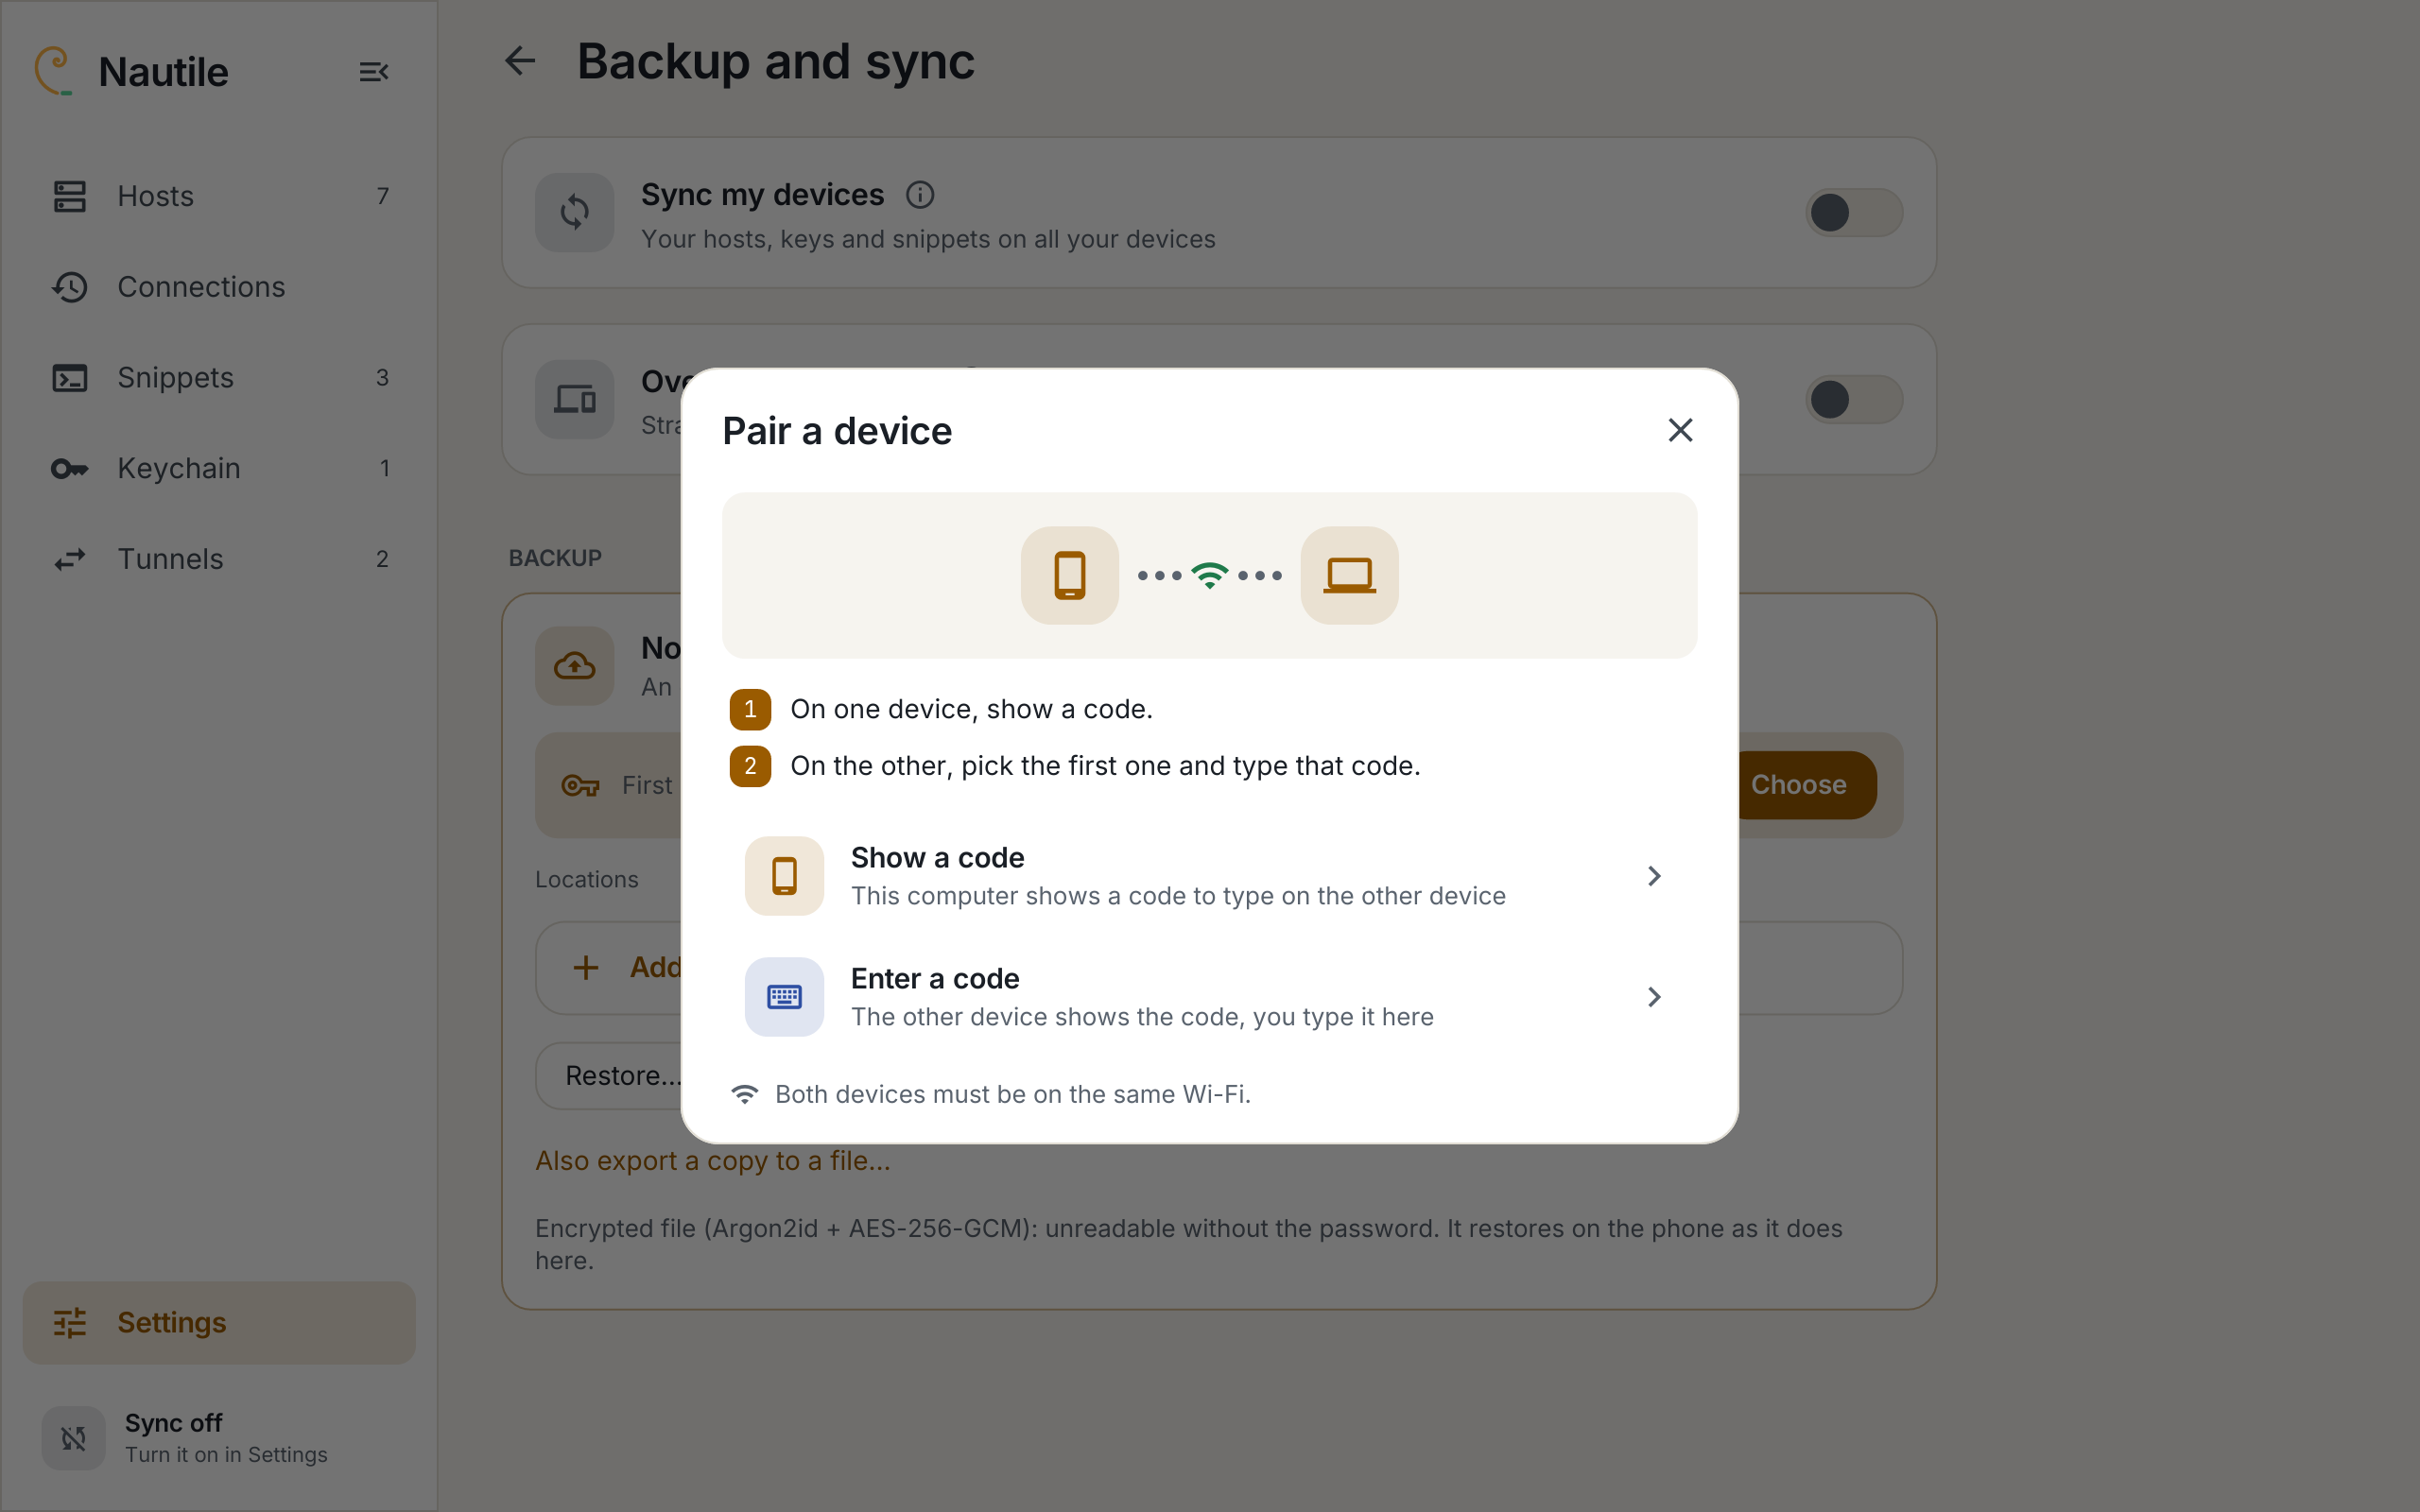 Nautile
Hosts 7
Connections
Snippets 3
Keychain 1
Tunnels 2
Settings
Sync off
Turn it on in Settings
Backup and sync
Sync my devices
Your hosts, keys and snippets on all your devices
BACKUP
First
Choose
Locations
Add
Restore...
Also export a copy to a file...
Encrypted file (Argon2id + AES-256-GCM): unreadable without the password. It restores on the phone as it does
here.
Pair a device
1 On one device, show a code.
2 On the other, pick the first one and type that code.
Show a code
This computer shows a code to type on the other device
Enter a code
The other device shows the code, you type it here
Both devices must be on the same Wi-Fi.